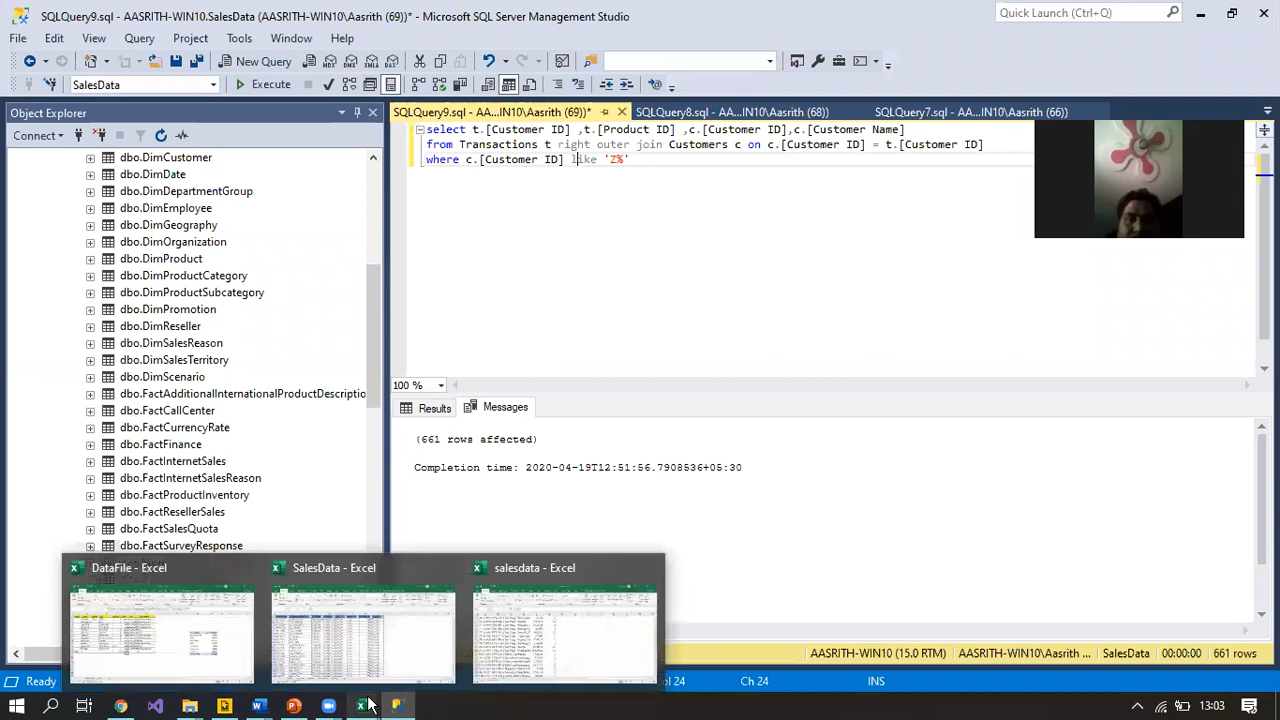 SQLQuery9.sql - AASRITH-WIN10.SalesData (AASRITH-WIN10\Aasrith (69))* - Microsoft SQL Server Management Studio
Quick Launch (Ctrl+Q)
File Edit View Query Project Tools Window Help
New Query
SalesData
Execute
Object Explorer
Connect
SQLQuery9.sql - AA...IN10\Aasrith (69))*
SQLQuery8.sql - AA...IN10\Aasrith (68))
SQLQuery7.sql - AA...IN10\Aasrith (66))
select t.[Customer ID] ,t.[Product ID] ,c.[Customer ID],c.[Customer Name]
from Transactions t right outer join Customers c on c.[Customer ID] = t.[Customer ID]
where c.[Customer ID] like 'Z%'
dbo.DimCustomer
dbo.DimDate
dbo.DimDepartmentGroup
dbo.DimEmployee
dbo.DimGeography
dbo.DimOrganization
dbo.DimProduct
dbo.DimProductCategory
dbo.DimProductSubcategory
dbo.DimPromotion
dbo.DimReseller
dbo.DimSalesReason
dbo.DimSalesTerritory
dbo.DimScenario
dbo.FactAdditionalInternationalProductDescriptio
dbo.FactCallCenter
dbo.FactCurrencyRate
dbo.FactFinance
dbo.FactInternetSales
dbo.FactInternetSalesReason
dbo.FactProductInventory
dbo.FactResellerSales
dbo.FactSalesQuota
dbo.FactSurveyResponse
100 %
Results Messages
(661 rows affected)
Completion time: 2020-04-19T12:51:56.7908536+05:30
DataFile - Excel
SalesData - Excel
salesdata - Excel
AASRITH-WIN10 (15.0 RTM) AASRITH-WIN10\Aasrith ... SalesData 00:00:00 661 rows
Ready
Col 24
Ch 24
INS
13:03